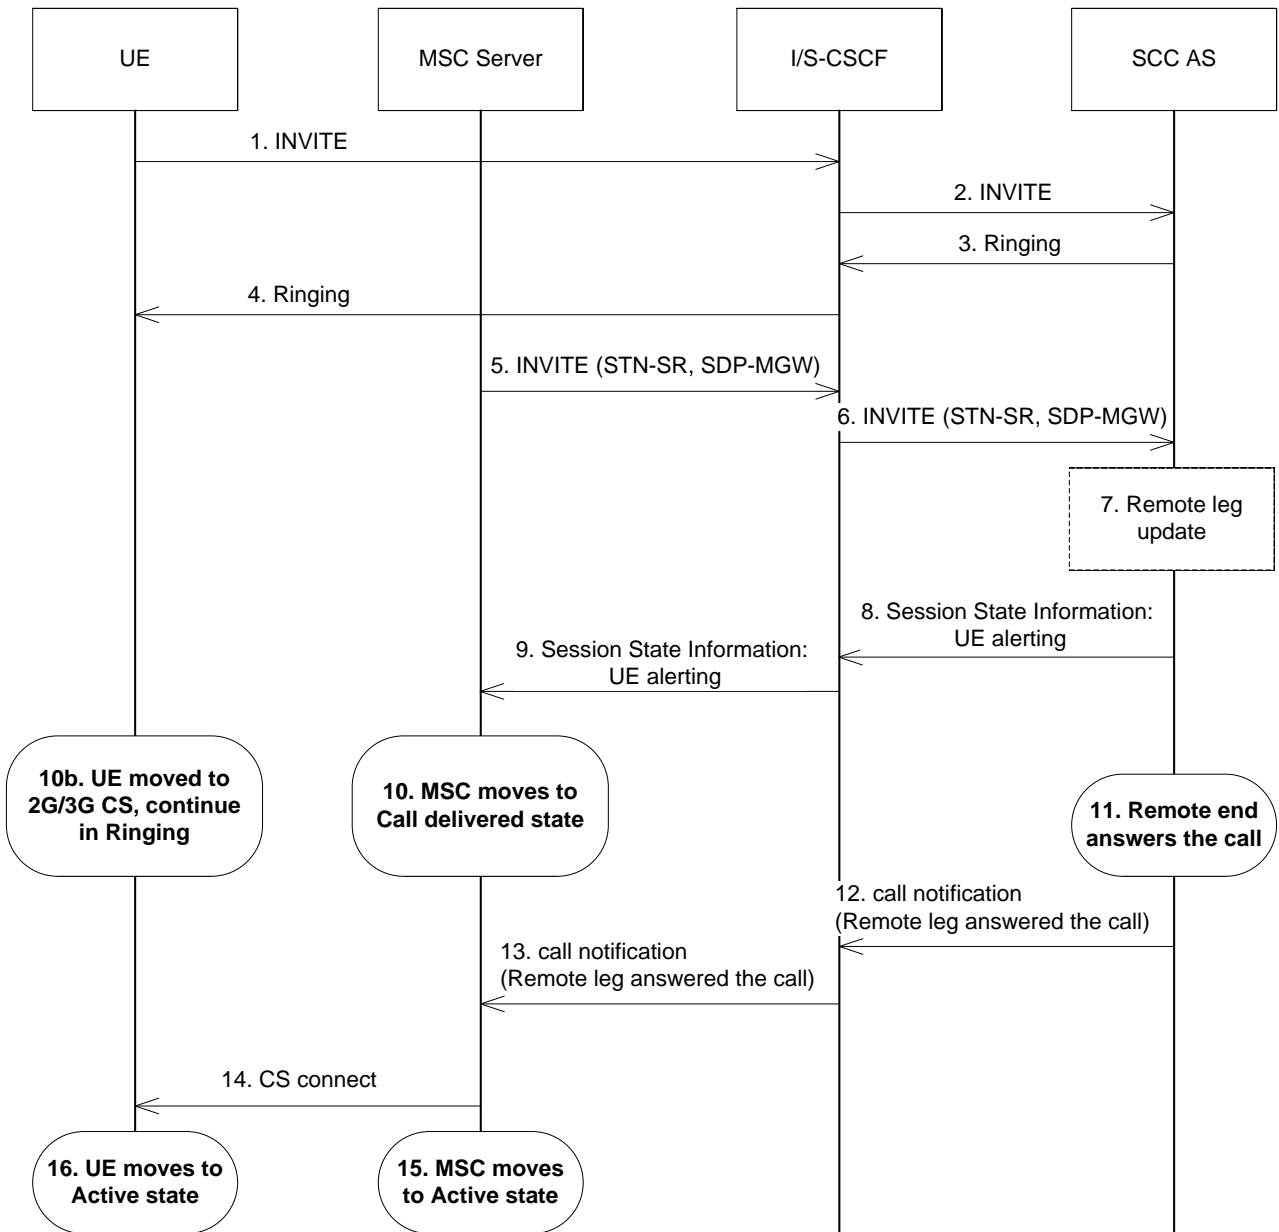 UE
MSC Server
I/S-CSCF
SCC AS
1. INVITE
2. INVITE
3. Ringing
4. Ringing
5. INVITE (STN-SR, SDP-MGW)
6. INVITE (STN-SR, SDP-MGW)
7. Remote leg
update
8. Session State Information:
UE alerting
9. Session State Information:
UE alerting
10b. UE moved to
2G/3G CS, continue
in Ringing
10. MSC moves to
Call delivered state
11. Remote end
answers the call
12. call notification
(Remote leg answered the call)
13. call notification
(Remote leg answered the call)
14. CS connect
16. UE moves to
Active state
15. MSC moves
to Active state